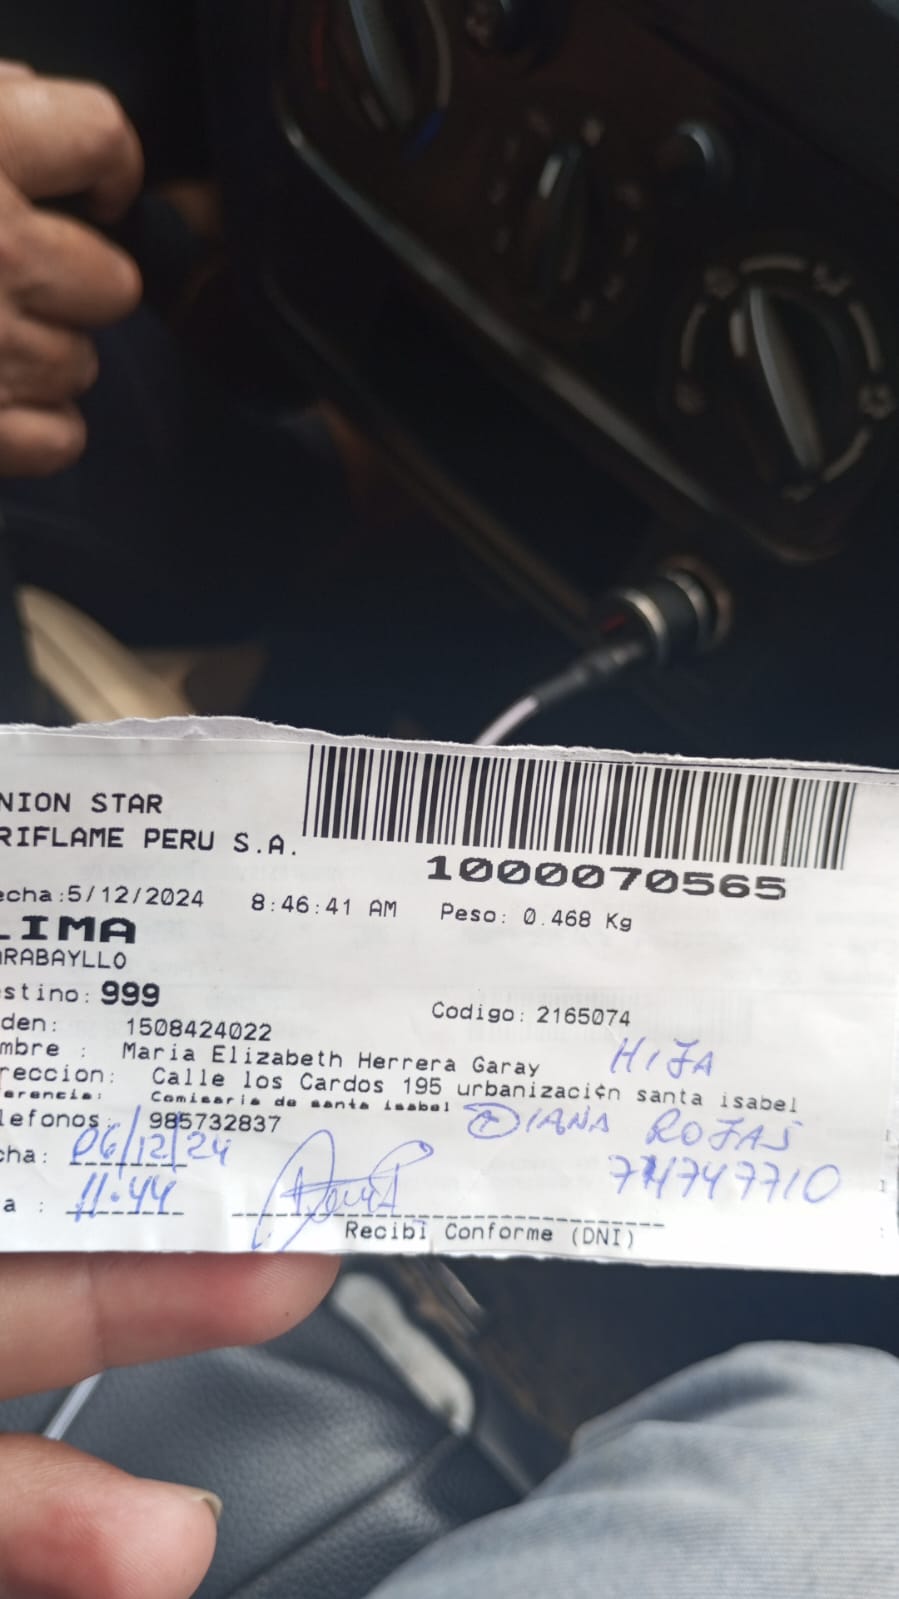 NION STAR
RIFLAME PERU S.A.
1000070565
echa:5/12/2024 8:46:41 AM Peso: 0.468 Kg
LIMA
ARABAYLLO
stino: 999
den: 1508424022 Codigo: 2165074
mbre : Maria Elizabeth Herrera Garay HIJA
reccion: Calle los Cardos 195 urbanizaci¢n santa isabel
erencia: Comisaria de santa isabel
lefonos: 985732837 DIANA ROJAS
cha: 06/12/24 74747710
a : 11:44
Recibi Conforme (DNI)